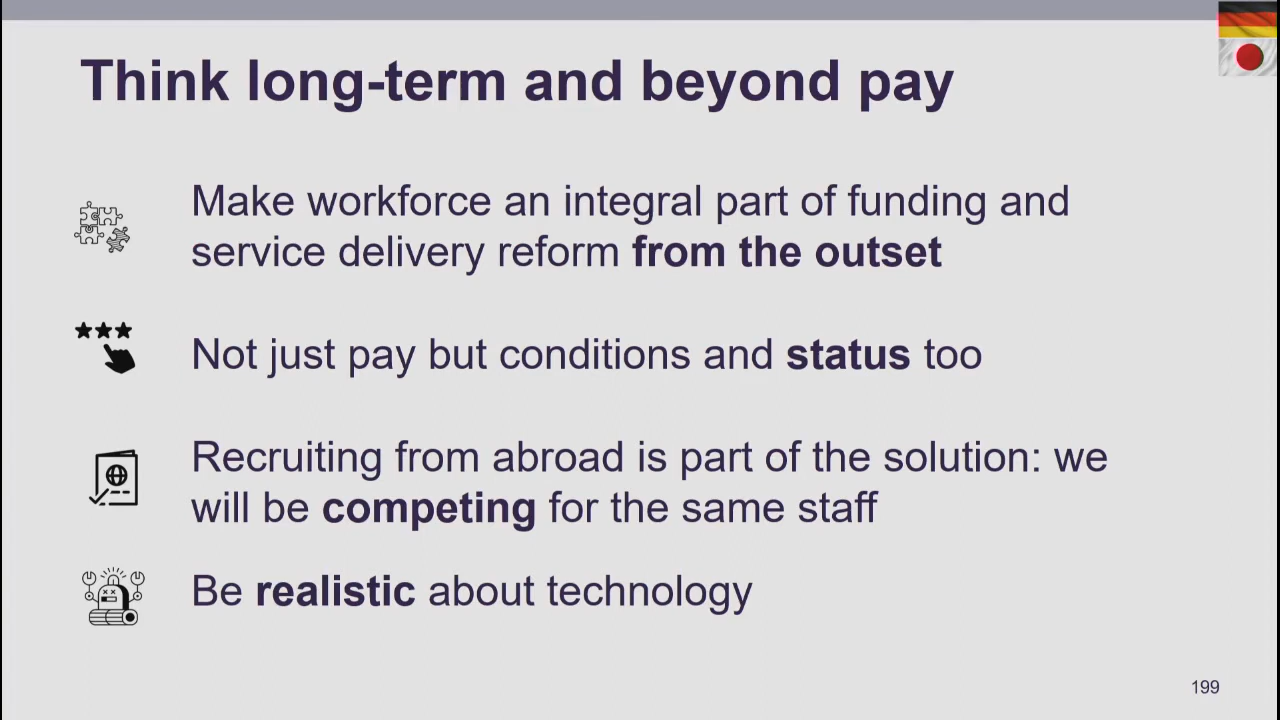 Think long-term and beyond pay
Make workforce an integral part of funding and
service delivery reform from the outset
Not just pay but conditions and status too
Recruiting from abroad is part of the solution: we
will be competing for the same staff
Be realistic about technology
199